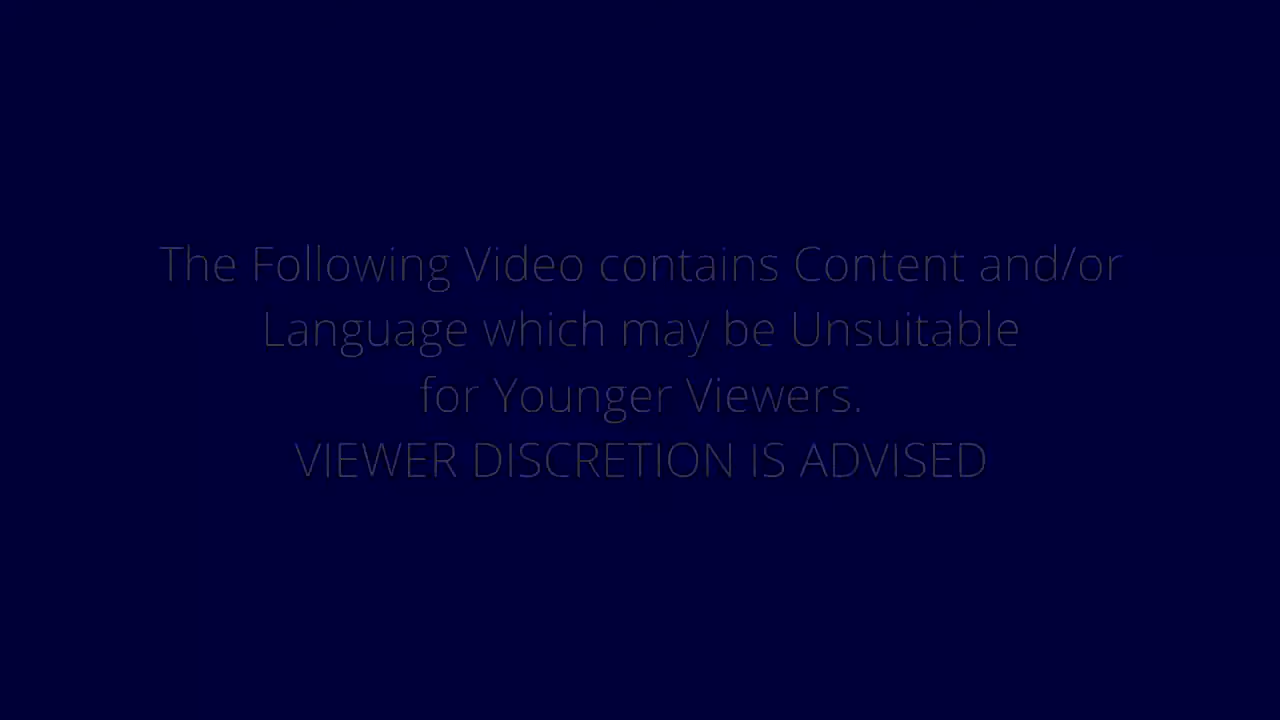 The Following Video contains Content and/or
Language which may be Unsuitable
for Younger Viewers.
VIEWER DISCRETION IS ADVISED